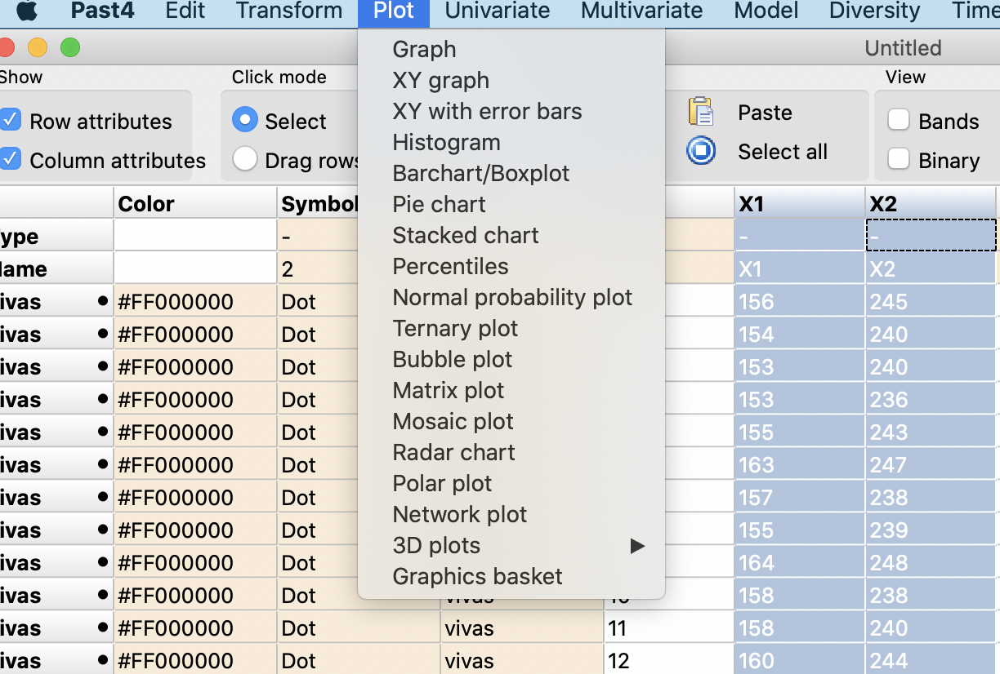 Past4 Edit Transform Plot Univariate Multivariate Model Diversity Time
Untitled
Show Click mode View
Row attributes Select Paste Bands
Column attributes Drag rows Select all Binary
Graph
XY graph
XY with error bars
Histogram
Barchart/Boxplot
Pie chart
Stacked chart
Percentiles
Normal probability plot
Ternary plot
Bubble plot
Matrix plot
Mosaic plot
Radar chart
Polar plot
Network plot
3D plots
Graphics basket
Color Symbol X1 X2
ype - - -
lame 2 X1 X2
ivas • #FF000000 Dot 156 245
ivas • #FF000000 Dot 154 240
ivas • #FF000000 Dot 153 240
ivas • #FF000000 Dot 153 236
ivas • #FF000000 Dot 155 243
ivas • #FF000000 Dot 163 247
ivas • #FF000000 Dot 157 238
ivas • #FF000000 Dot 155 239
ivas • #FF000000 Dot 164 248
ivas • #FF000000 Dot vivas 10 158 238
ivas • #FF000000 Dot vivas 11 158 240
ivas • #FF000000 Dot vivas 12 160 244